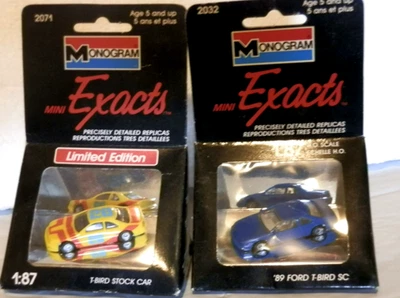 2071
Age 5 and up
5 ans et plus
MONOGRAM
MINI Exacts
PRECISELY DETAILED REPLICAS
REPRODUCTIONS TRES DETAILLEES
Limited Edition
1:87
T-BIRD STOCK CAR
2032
Age 5 and up
5 ans et plus
MONOGRAM
MINI Exacts
PRECISELY DETAILED REPLICAS
REPRODUCTIONS TRES DETAILLEES
SCALE
H.O.
'89 FORD T-BIRD SC